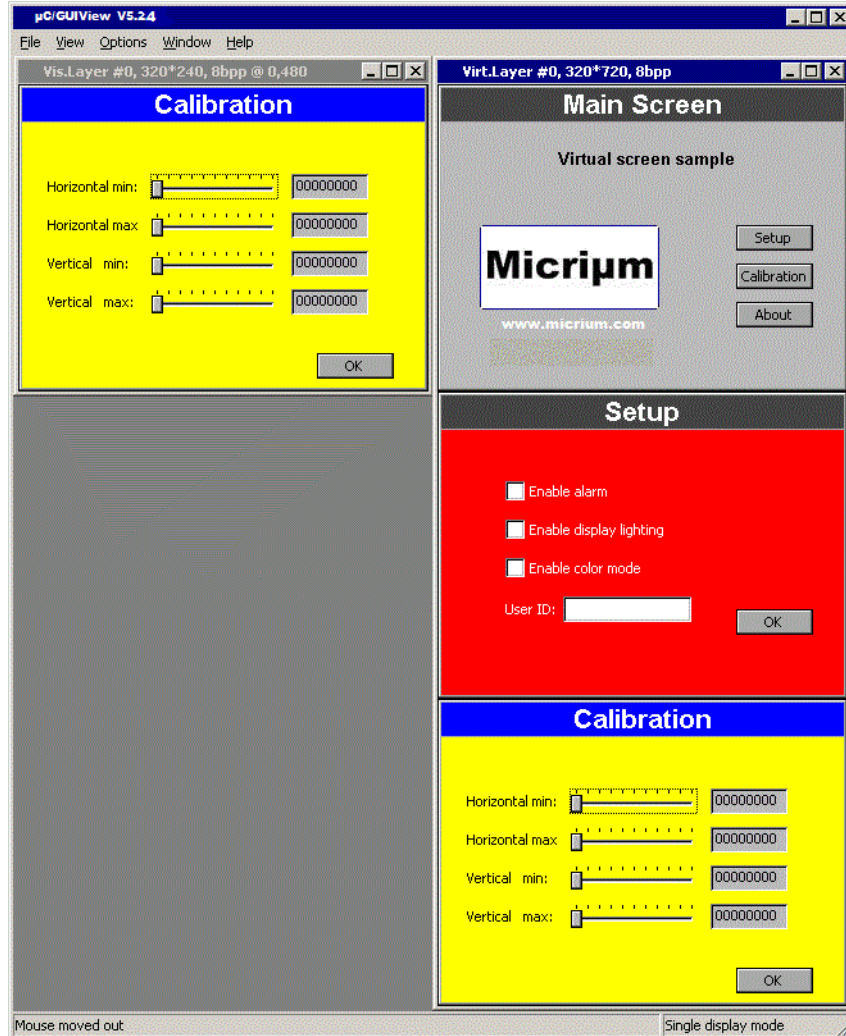 µC/GUIView V5.24
File View Options Window Help
Vis.Layer #0, 320*240, 8bpp @ 0,480
Calibration
Horizontal min: 00000000
Horizontal max 00000000
Vertical min: 00000000
Vertical max: 00000000
OK
Virt.Layer #0, 320*720, 8bpp
Main Screen
Virtual screen sample
Micriµm
www.micrium.com
Setup
Calibration
About
Setup
Enable alarm
Enable display lighting
Enable color mode
User ID:
OK
Calibration
Horizontal min: 00000000
Horizontal max 00000000
Vertical min: 00000000
Vertical max: 00000000
OK
Mouse moved out
Single display mode